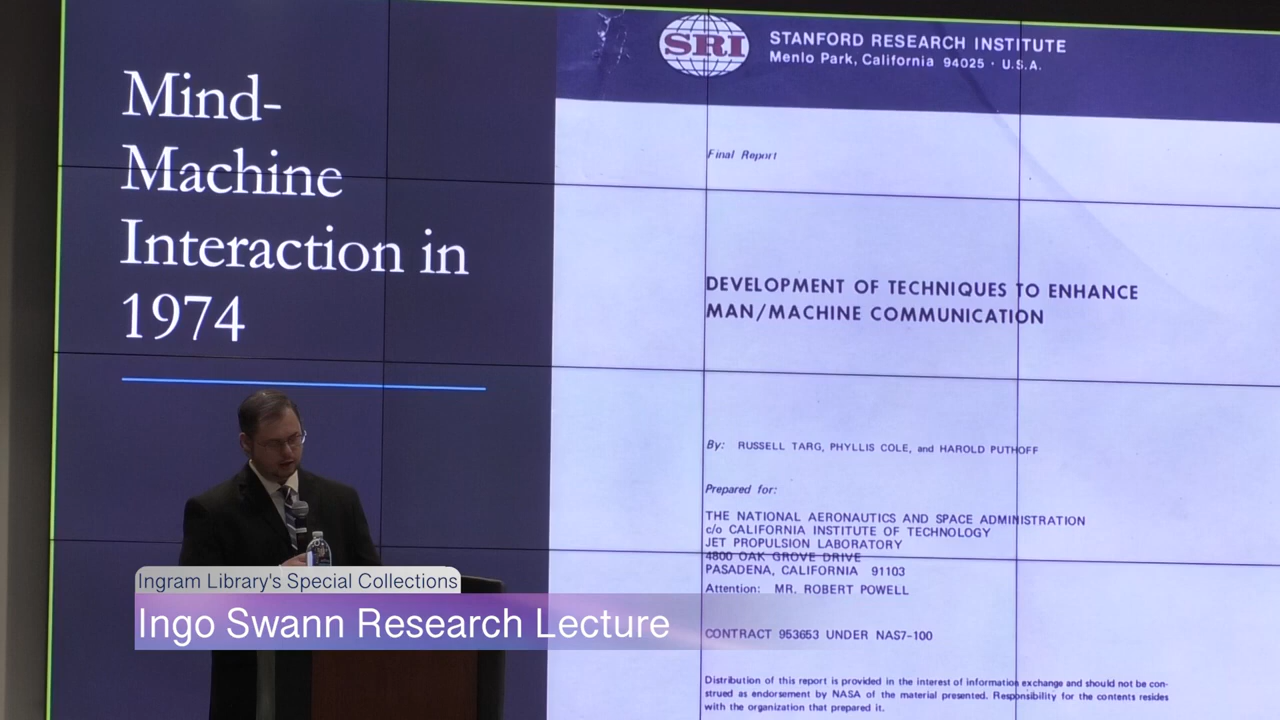 Mind-
Machine
Interaction in
1974
SRI
STANFORD RESEARCH INSTITUTE
Menlo Park, California 94025 · U.S.A.
Final Report
DEVELOPMENT OF TECHNIQUES TO ENHANCE
MAN/MACHINE COMMUNICATION
By: RUSSELL TARG, PHYLLIS COLE, and HAROLD PUTHOFF
Prepared for:
THE NATIONAL AERONAUTICS AND SPACE ADMINISTRATION
c/o CALIFORNIA INSTITUTE OF TECHNOLOGY
JET PROPULSION LABORATORY
4800 OAK GROVE DRIVE
PASADENA, CALIFORNIA 91103
Attention: MR. ROBERT POWELL
CONTRACT 953653 UNDER NAS7-100
Distribution of this report is provided in the interest of information exchange and should not be con-
strued as endorsement by NASA of the material presented. Responsibility for the contents resides
with the organization that prepared it.
Ingram Library's Special Collections
Ingo Swann Research Lecture